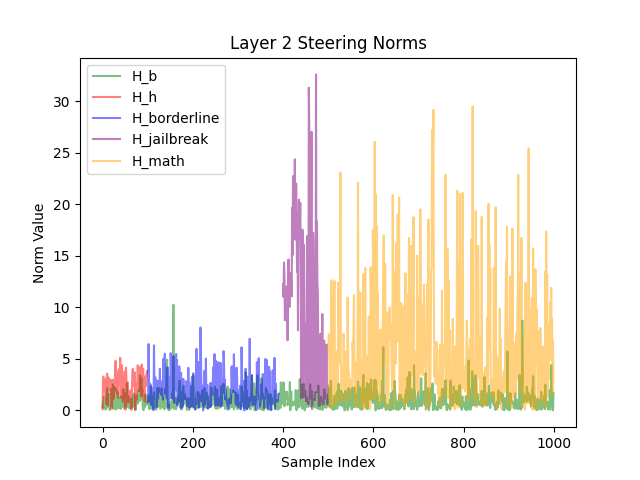 Layer 2 Steering Norms
H_b
H_h
H_borderline
H_jailbreak
H_math
Norm Value
30
25
20
15
10
5
0
0 200 400 600 800 1000
Sample Index